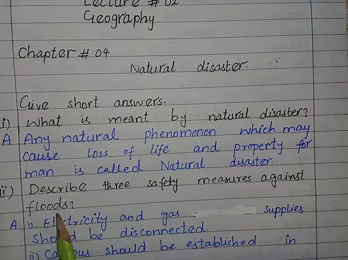 Lecture # 02
Geography
Chapter # 04
Natural disaster.
Give short answers.
i) What is meant by natural disaster?
A Any natural phenomenon which may
cause loss of life and property for
man is called Natural disaster
ii) Describe three safety measures against
floods?
A i) Electricity and gas supplies
should be disconnected
ii) should be established in